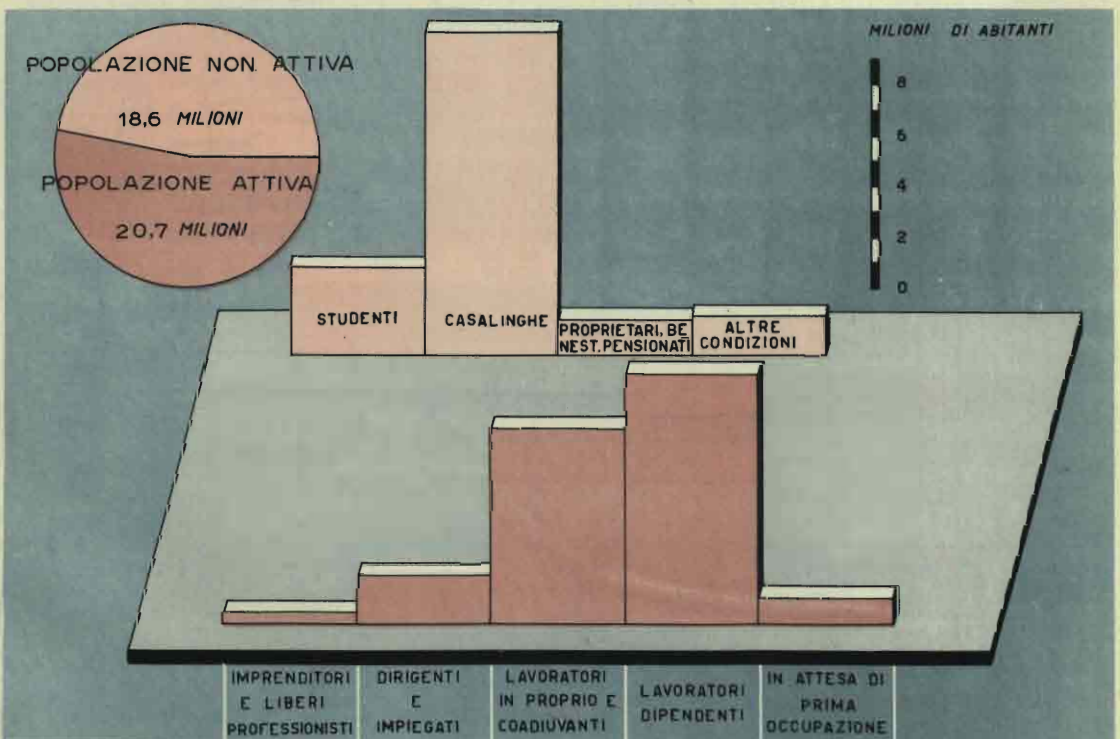 POPOLAZIONE NON ATTIVA
18,6 MILIONI
POPOLAZIONE ATTIVA
20,7 MILIONI
MILIONI DI ABITANTI
8
6
4
2
0
STUDENTI
CASALINGHE
PROPRIETARI, BE
NEST. PENSIONATI
ALTRE
CONDIZIONI
IMPRENDITORI
E LIBERI
PROFESSIONISTI
DIRIGENTI
E
IMPIEGATI
LAVORATORI
IN PROPRIO E
COADIUVANTI
LAVORATORI
DIPENDENTI
IN ATTESA DI
PRIMA
OCCUPAZIONE